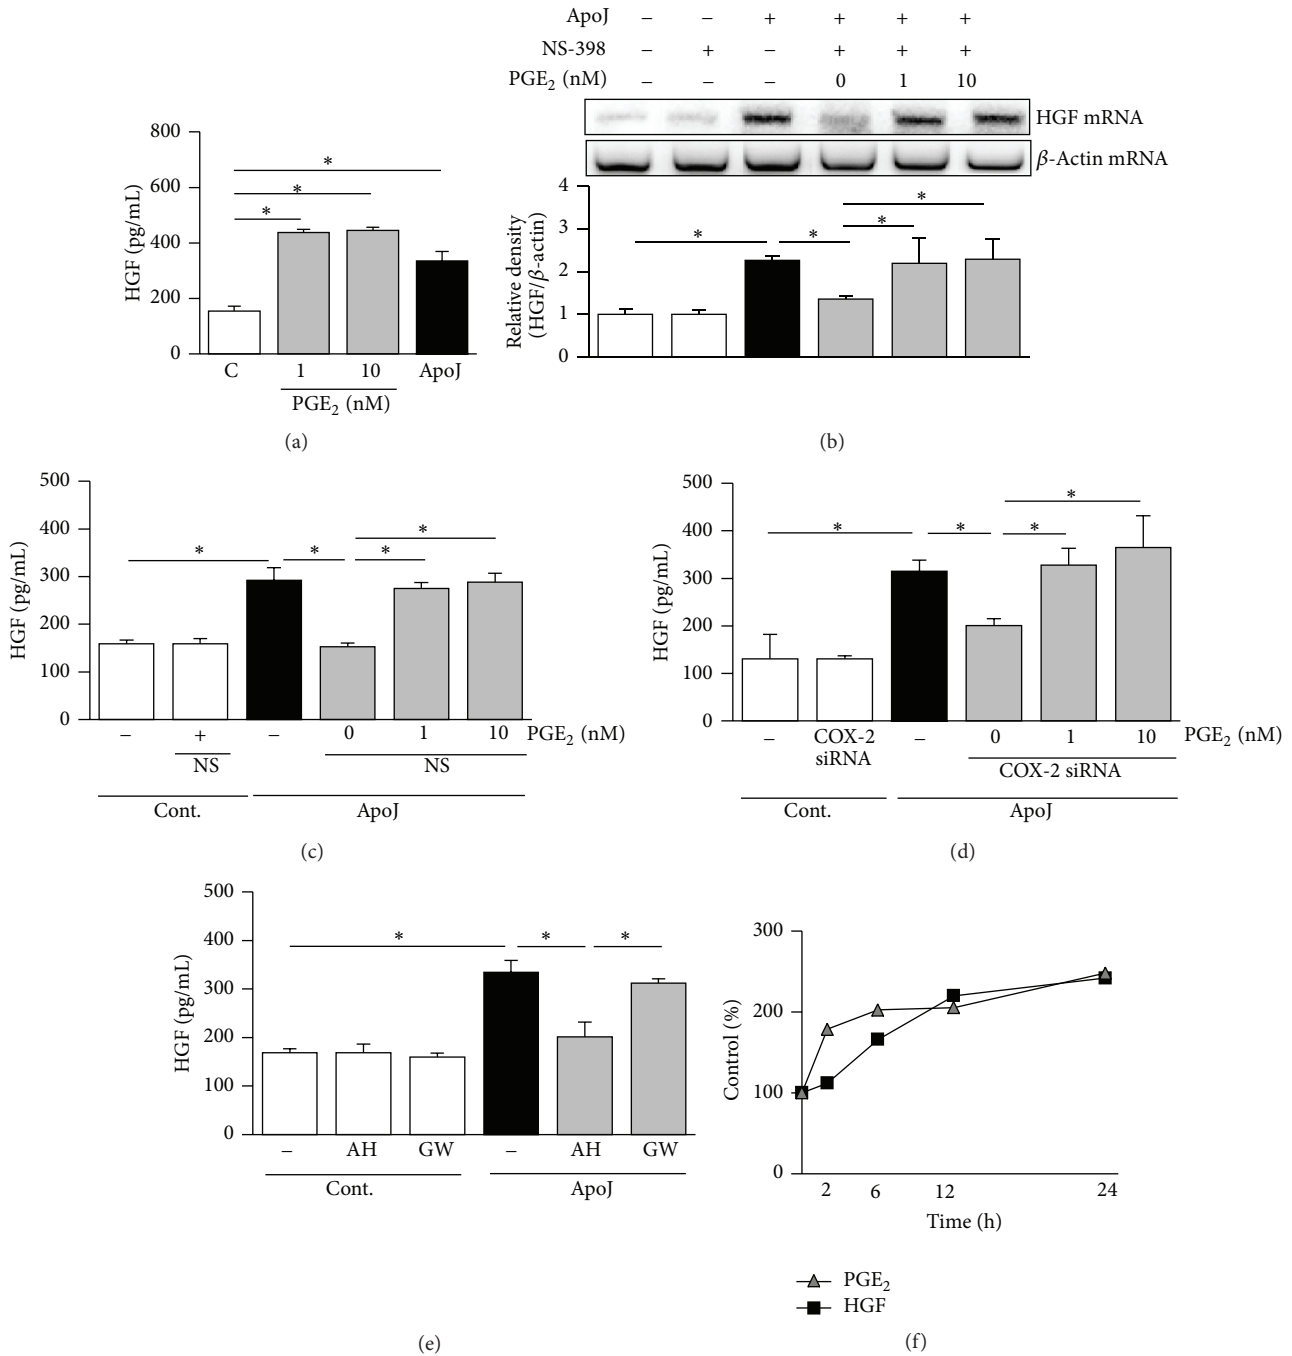 ApoJ – – + + + +
NS-398 – + – + + +
PGE2 (nM) – – – 0 1 10
HGF mRNA
β-Actin mRNA
800
600
400
200
0
HGF (pg/mL)
* * *
C 1 10 ApoJ
PGE2 (nM)
(a)
4
3
2
1
0
Relative density
(HGF/β-actin)
* * * *
(b)
500
400
300
200
100
0
HGF (pg/mL)
* * * *
– + – 0 1 10 PGE2 (nM)
NS NS
Cont. ApoJ
(c)
500
400
300
200
100
0
HGF (pg/mL)
* * * *
– COX-2 – 0 1 10 PGE2 (nM)
siRNA
COX-2 siRNA
Cont. ApoJ
(d)
500
400
300
200
100
0
HGF (pg/mL)
* * *
– AH GW – AH GW
Cont. ApoJ
(e)
300
200
100
0
Control (%)
2 6 12 24
Time (h)
PGE2
HGF
(f)